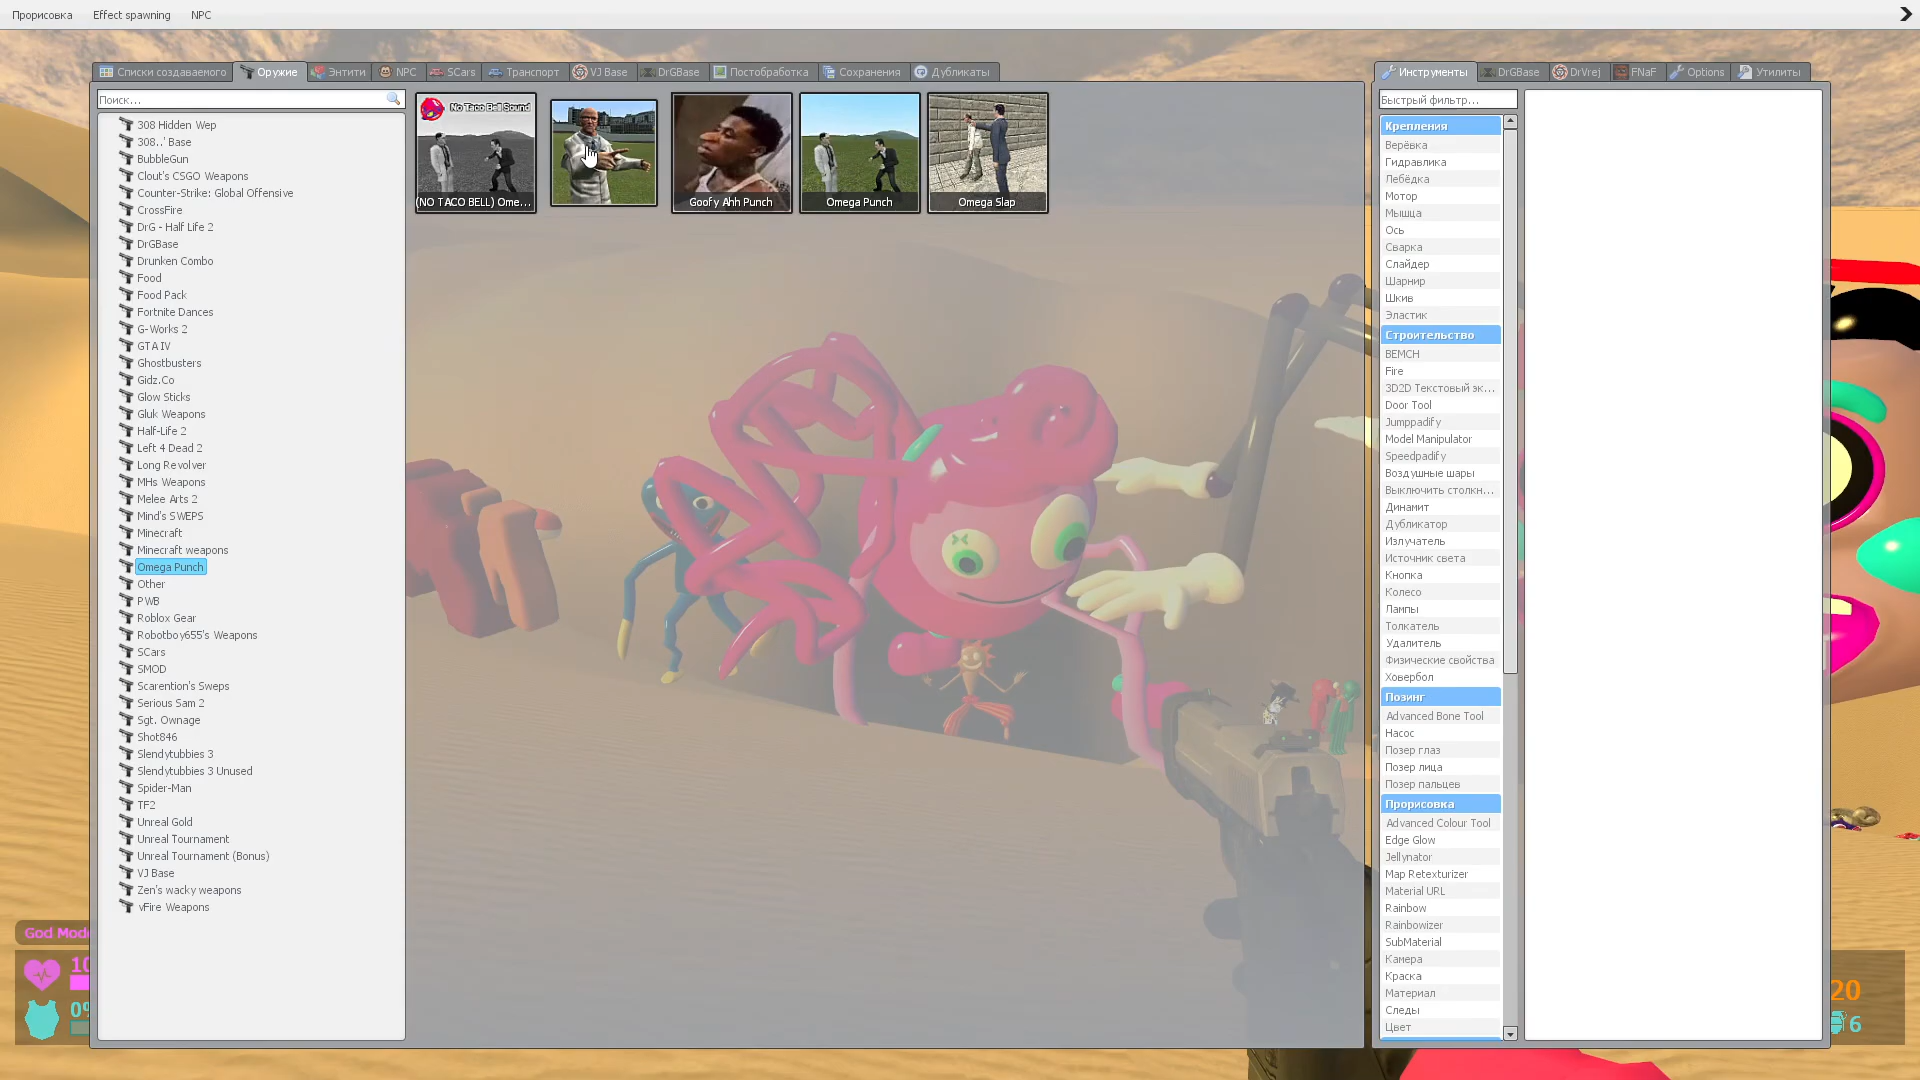 Прорисовка
Effect spawning
NPC
Списки создаваемого
Оружие
Энтити
NPC
SCars
Транспорт
VJ Base
DrGBase
Постобработка
Сохранения
Дубликаты
Поиск...
308 Hidden Wep
308..' Base
BubbleGun
Clout's CSGO Weapons
Counter-Strike: Global Offensive
CrossFire
DrG - Half Life 2
DrGBase
Drunken Combo
Food
Food Pack
Fortnite Dances
G-Works 2
GTA IV
Ghostbusters
Gidz.Co
Glow Sticks
Gluk Weapons
Half-Life 2
Left 4 Dead 2
Long Revolver
MHs Weapons
Melee Arts 2
Mind's SWEPS
Minecraft
Minecraft weapons
Omega Punch
Other
PWB
Roblox Gear
Robotboy655's Weapons
SCars
SMOD
Scarention's Sweps
Serious Sam 2
Sgt. Ownage
Shot846
Slendytubbies 3
Slendytubbies 3 Unused
Spider-Man
TF2
Unreal Gold
Unreal Tournament
Unreal Tournament (Bonus)
VJ Base
Zen's wacky weapons
vFire Weapons
No Taco Bell Sound
(NO TACO BELL) Ome...
Goofy Ahh Punch
Omega Punch
Omega Slap
Инструменты
DrGBase
DrVrej
FNaF
Options
Утилиты
Быстрый фильтр...
Крепления
Верёвка
Гидравлика
Лебёдка
Мотор
Мышца
Ось
Сварка
Слайдер
Шарнир
Шкив
Эластик
Строительство
BEMCH
Fire
3D2D Текстовый эк...
Door Tool
Jumppadify
Model Manipulator
Speedpadify
Воздушные шары
Выключить столкн...
Динамит
Дубликатор
Излучатель
Источник света
Кнопка
Колесо
Лампы
Толкатель
Удалитель
Физические свойства
Ховербол
Позинг
Advanced Bone Tool
Насос
Позер глаз
Позер лица
Позер пальцев
Прорисовка
Advanced Colour Tool
Edge Glow
Jellynator
Map Retexturizer
Material URL
Rainbow
Rainbowizer
SubMaterial
Камера
Краска
Материал
Следы
Цвет
God Mode
10
0%
20
6